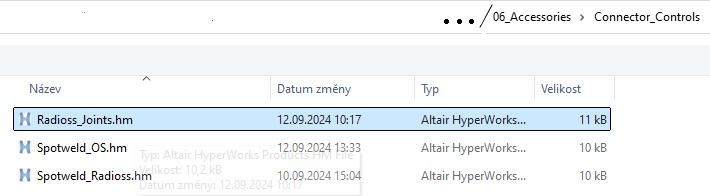 ... / 06_Accessories > Connector_Controls
Název Datum změny Typ Velikost
Radioss_Joints.hm 12.09.2024 10:17 Altair HyperWorks... 11 kB
Spotweld_OS.hm 12.09.2024 13:33 Altair HyperWorks... 10 kB
Typ: Altair HyperWorks Products HM File
Spotweld_Radioss.hm 10.09.2024 15:04 Altair HyperWorks... 10 kB
Velikost: 10,2 kB
Datum změny: 12.09.2024 10:17